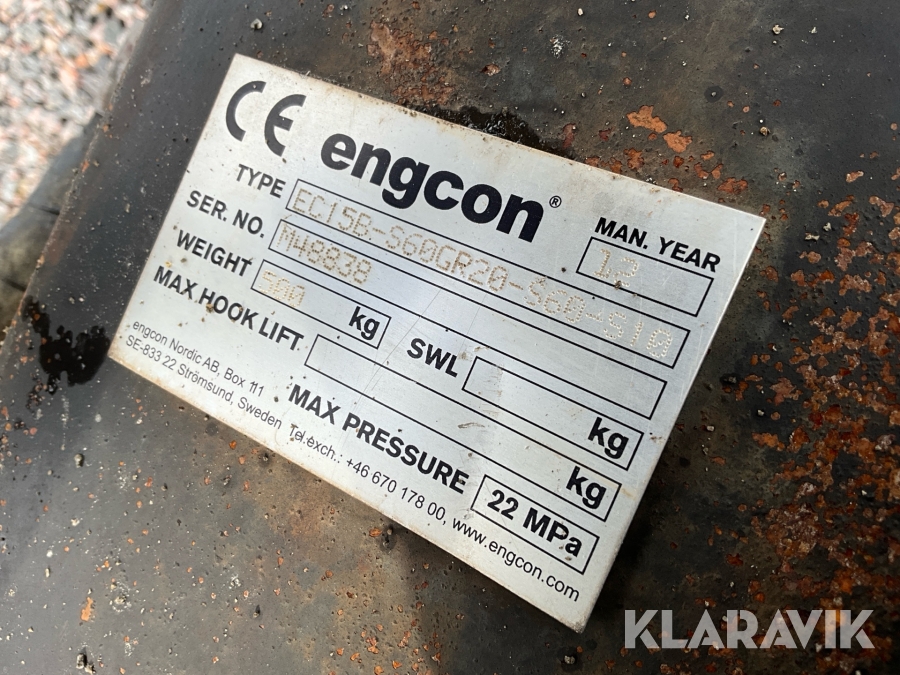 CE engcon®
MAN. YEAR 12
TYPE EC15B-S60GR20-S60-S70
SER. NO. M48838
WEIGHT 500 kg
SWL kg
MAX HOOK LIFT kg
MAX PRESSURE 22 MPa
engcon Nordic AB, Box 111
SE-833 22 Strömsund, Sweden Tel.exch.: +46 670 178 00, www.engcon.com
KLARAVIK